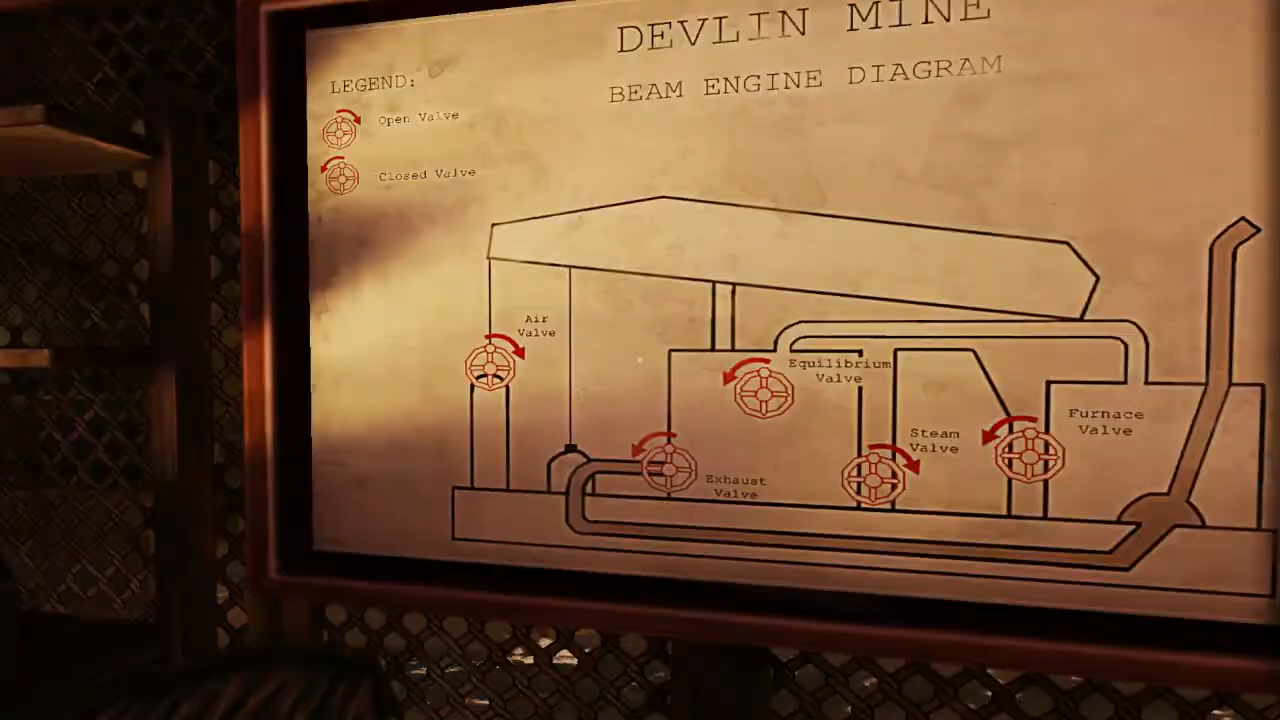 DEVLIN MINE
BEAM ENGINE DIAGRAM
LEGEND:
Open Valve
Closed Valve
Air
Valve
Equilibrium
Valve
Furnace
Valve
Steam
Valve
Exhaust
Valve